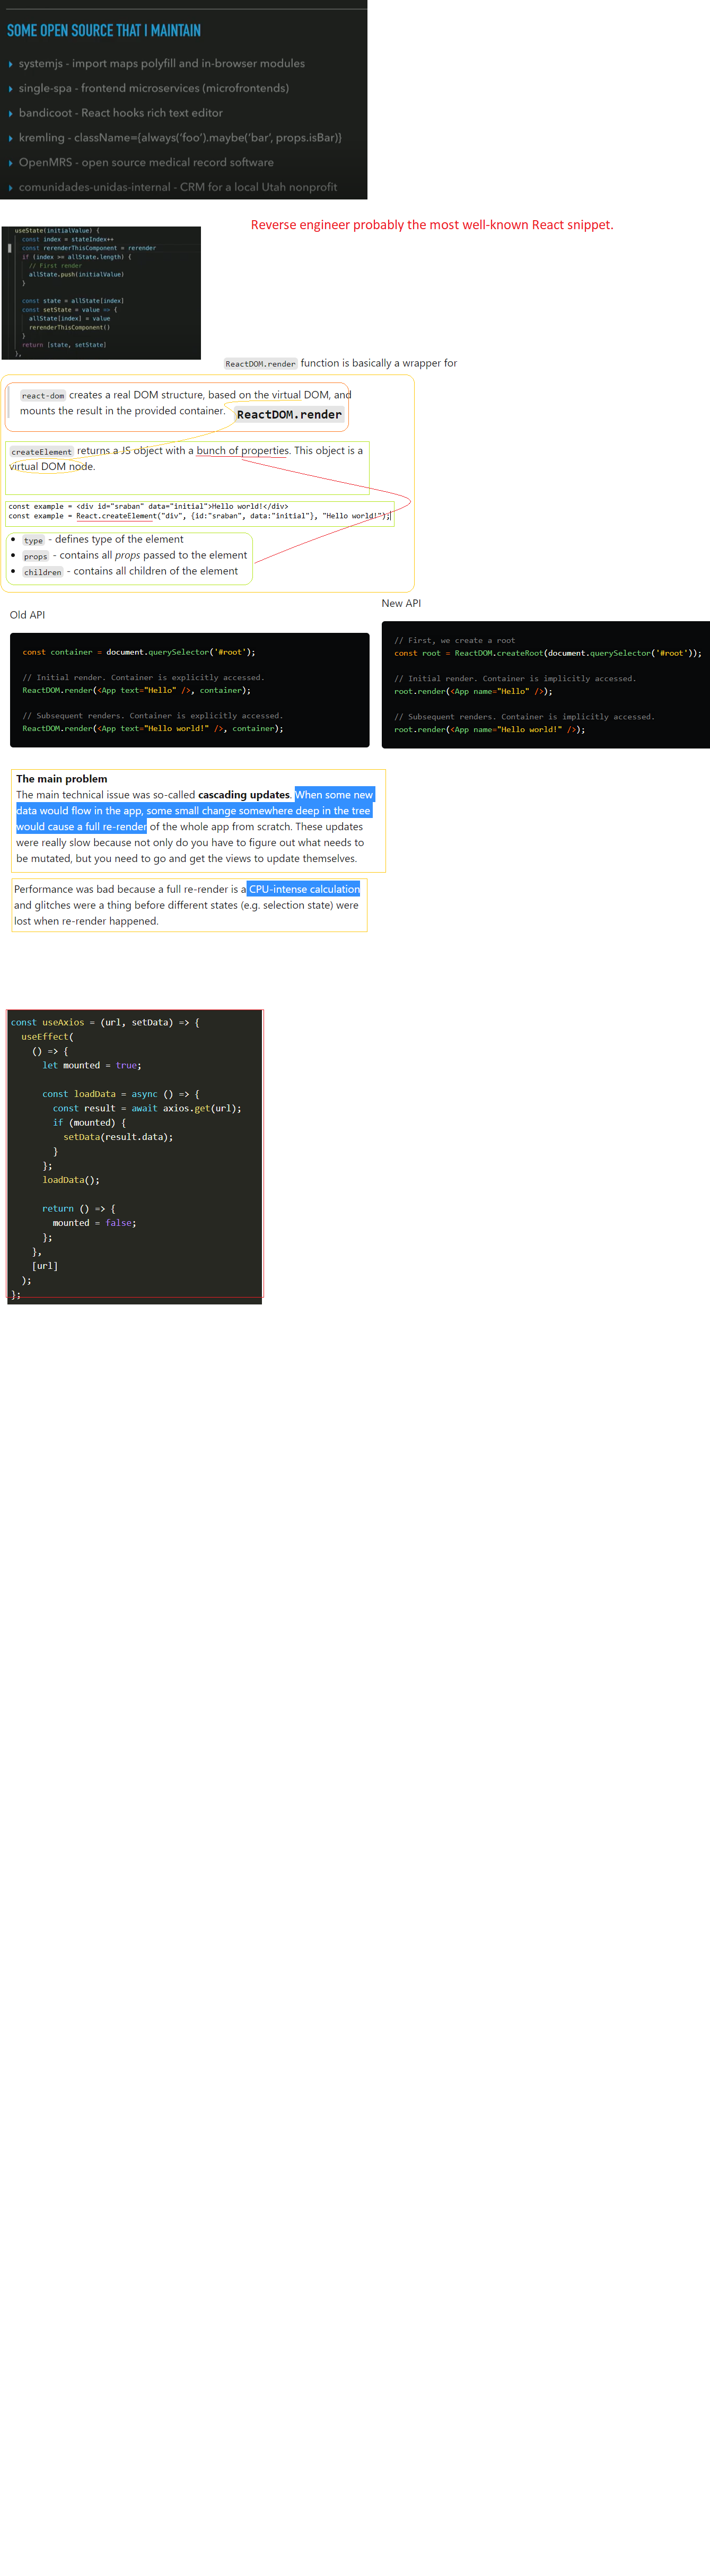 SOME OPEN SOURCE THAT I MAINTAIN
systemjs - import maps polyfill and in-browser modules
single-spa - frontend microservices (microfrontends)
bandicoot - React hooks rich text editor
kremling - className={always('foo').maybe('bar', props.isBar)}
OpenMRS - open source medical record software
comunidades-unidas-internal - CRM for a local Utah nonprofit
Reverse engineer probably the most well-known React snippet.
useState(initialValue) {
const index = stateIndex++
const rerenderThisComponent = rerender
if (index >= allState.length) {
// First render
allState.push(initialValue)
}
const state = allState[index]
const setState = value => {
allState[index] = value
rerenderThisComponent()
}
return [state, setState]
},
ReactDOM.render function is basically a wrapper for
react-dom creates a real DOM structure, based on the virtual DOM, and
mounts the result in the provided container. ReactDOM.render
createElement returns a JS object with a bunch of properties. This object is a
virtual DOM node.
const example = <div id="sraban" data="initial">Hello world!</div>
const example = React.createElement("div", {id:"sraban", data:"initial"}, "Hello world!");
type - defines type of the element
props - contains all props passed to the element
children - contains all children of the element
Old API
const container = document.querySelector('#root');
// Initial render. Container is explicitly accessed.
ReactDOM.render(<App text="Hello" />, container);
// Subsequent renders. Container is explicitly accessed.
ReactDOM.render(<App text="Hello world!" />, container);
New API
// First, we create a root
const root = ReactDOM.createRoot(document.querySelector('#root'));
// Initial render. Container is implicitly accessed.
root.render(<App name="Hello" />);
// Subsequent renders. Container is implicitly accessed.
root.render(<App name="Hello world!" />);
The main problem
The main technical issue was so-called cascading updates. When some new
data would flow in the app, some small change somewhere deep in the tree
would cause a full re-render of the whole app from scratch. These updates
were really slow because not only do you have to figure out what needs to
be mutated, but you need to go and get the views to update themselves.
Performance was bad because a full re-render is a CPU-intense calculation
and glitches were a thing before different states (e.g. selection state) were
lost when re-render happened.
const useAxios = (url, setData) => {
useEffect(
() => {
let mounted = true;
const loadData = async () => {
const result = await axios.get(url);
if (mounted) {
setData(result.data);
}
};
loadData();
return () => {
mounted = false;
};
},
[url]
);
};